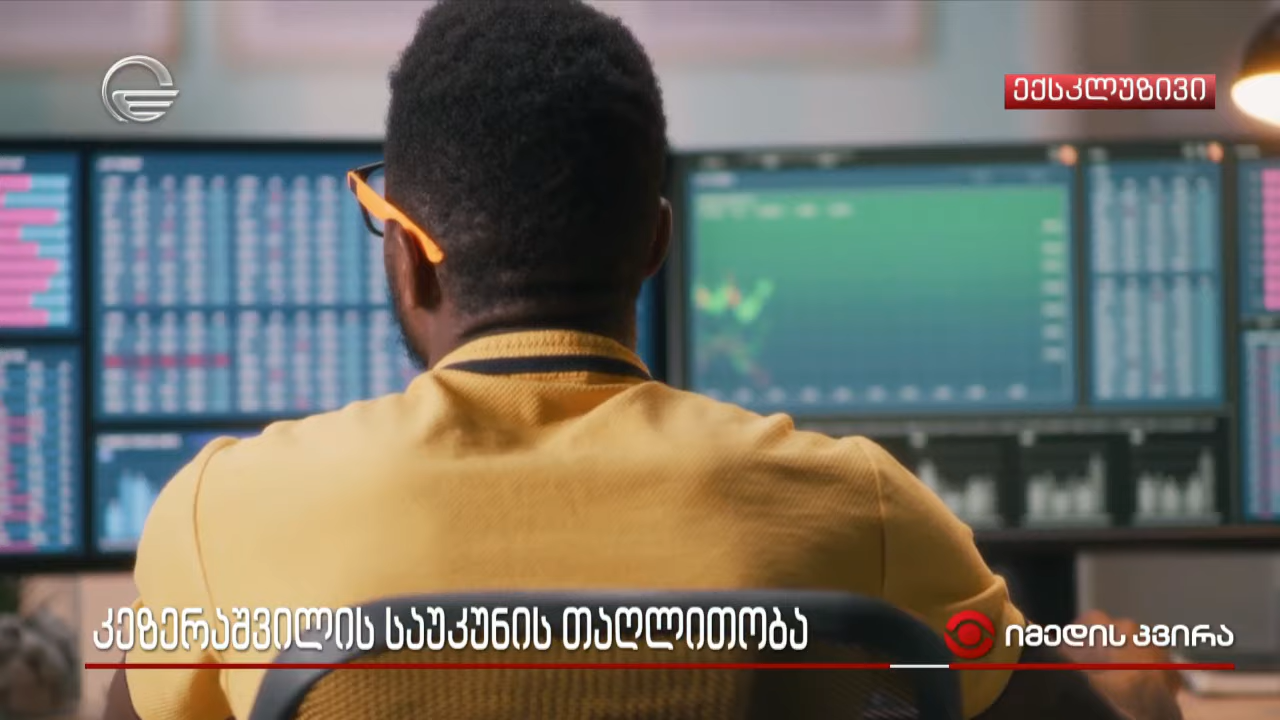 ექსკლუზივი
კეზერაშვილის საუკუნის თაღლითობა
იმედის კვირა